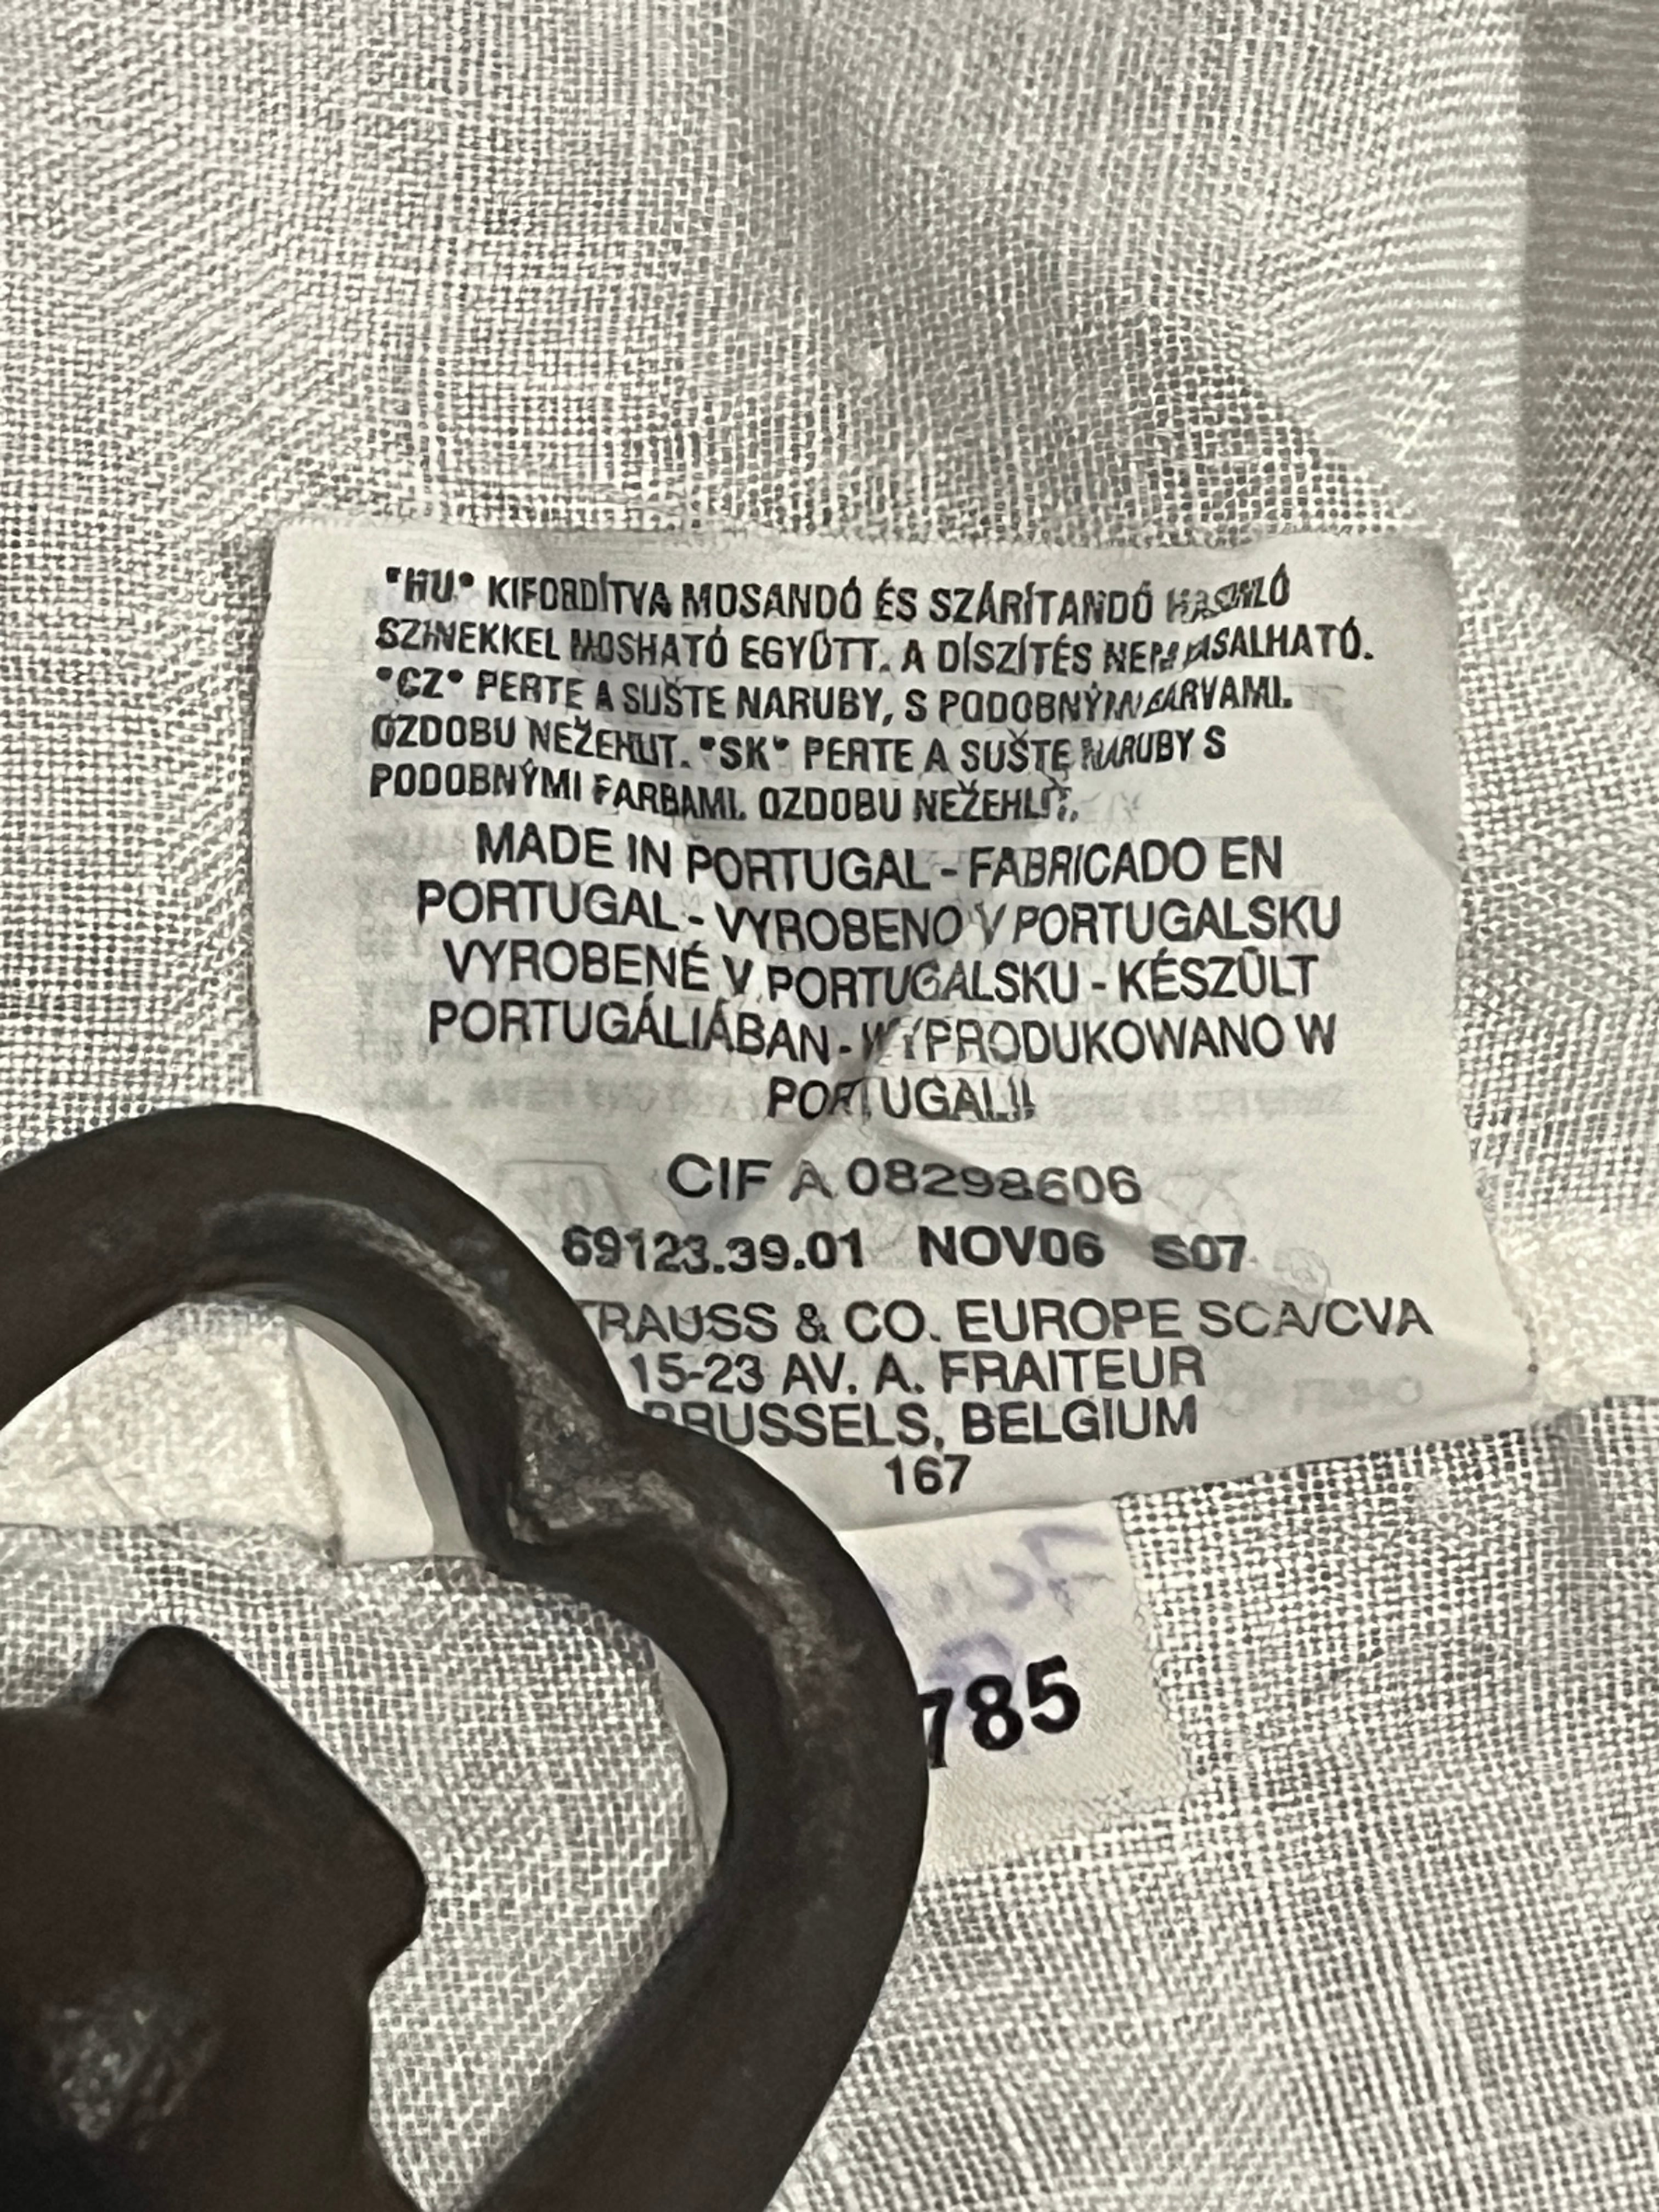 "HU" KIFORDÍTVA MOSANDÓ ÉS SZÁRÍTANDÓ HASONLÓ
SZINEKKEL MOSHATÓ EGYŰTT. A DÍSZÍTÉS NEM VASALHATÓ.
"CZ" PERTE A SUŠTE NARUBY, S PODOBNÝMI BARVAMI.
OZDOBU NEŽEHLIT. "SK" PERTE A SUŠTE NARUBY S
PODOBNÝMI FARBAMI. OZDOBU NEŽEHLIŤ.
MADE IN PORTUGAL - FABRICADO EN
PORTUGAL - VYROBENO V PORTUGALSKU
VYROBENÉ V PORTUGALSKU - KÉSZÛLT
PORTUGÁLIÁBAN - WYPRODUKOWANO W
PORTUGALII
CIF A 08298606
69123.39.01 NOV06 S07
TRAUSS & CO. EUROPE SCA/CVA
15-23 AV. A. FRAITEUR
BRUSSELS, BELGIUM
167
785